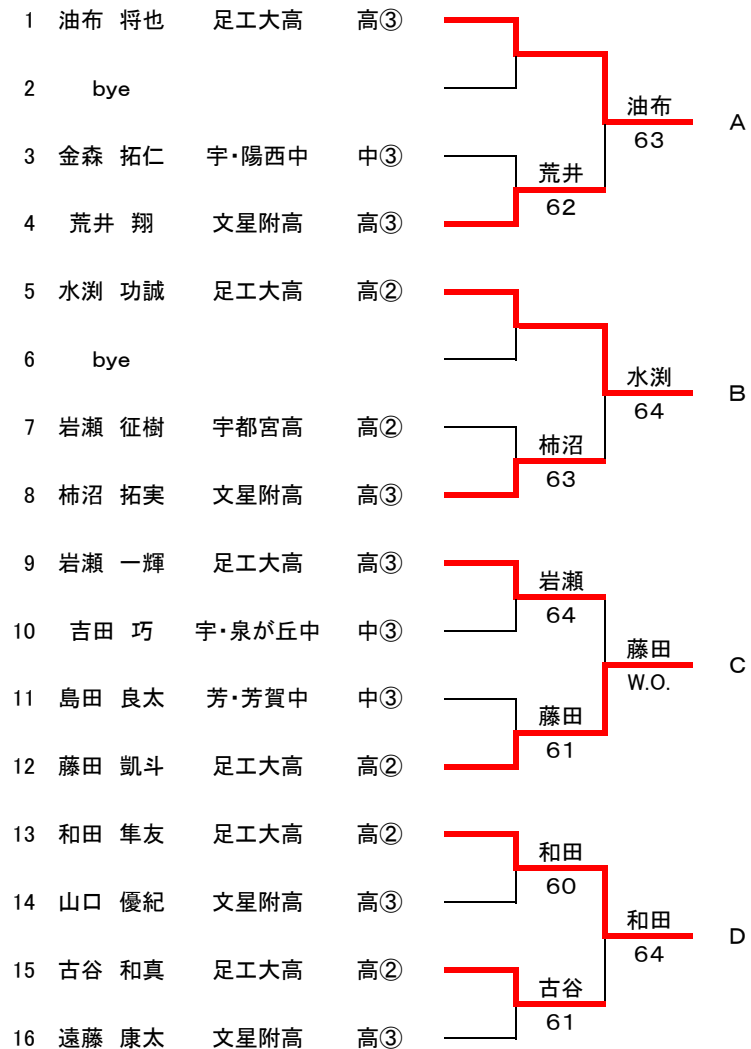 1 油布 将也 足工大高 高③
2 bye
油布 A
63
3 金森 拓仁 宇・陽西中 中③
荒井
62
4 荒井 翔 文星附高 高③
5 水渕 功誠 足工大高 高②
6 bye
水渕 B
64
7 岩瀬 征樹 宇都宮高 高②
柿沼
63
8 柿沼 拓実 文星附高 高③
9 岩瀬 一輝 足工大高 高③
岩瀬
64
10 吉田 巧 宇・泉が丘中 中③
藤田 C
W.O.
11 島田 良太 芳・芳賀中 中③
藤田
61
12 藤田 凱斗 足工大高 高②
13 和田 隼友 足工大高 高②
和田
60
14 山口 優紀 文星附高 高③
和田 D
64
15 古谷 和真 足工大高 高②
古谷
61
16 遠藤 康太 文星附高 高③